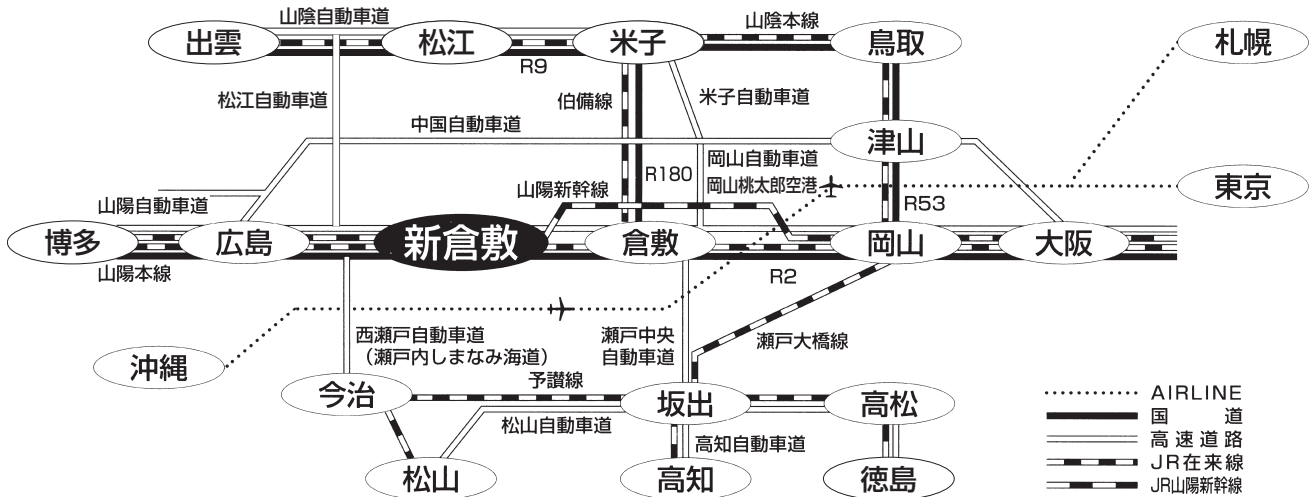 山陰自動車道
山陰本線
出雲
松江
米子
鳥取
札幌
R9
松江自動車道
伯備線
米子自動車道
中国自動車道
津山
岡山自動車道
R180
岡山桃太郎空港
山陽新幹線
東京
山陽自動車道
R53
博多
広島
新倉敷
倉敷
岡山
大阪
山陽本線
R2
西瀬戸自動車道
（瀬戸内しまなみ海道）
瀬戸中央
自動車道
瀬戸大橋線
沖縄
予讃線
今治
坂出
高松
松山自動車道
高知自動車道
松山
高知
徳島
AIRLINE
国道
高速道路
JR在来線
JR山陽新幹線